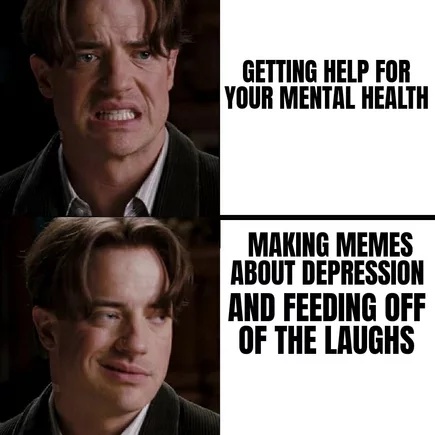 GETTING HELP FOR
YOUR MENTAL HEALTH
MAKING MEMES
ABOUT DEPRESSION
AND FEEDING OFF
OF THE LAUGHS